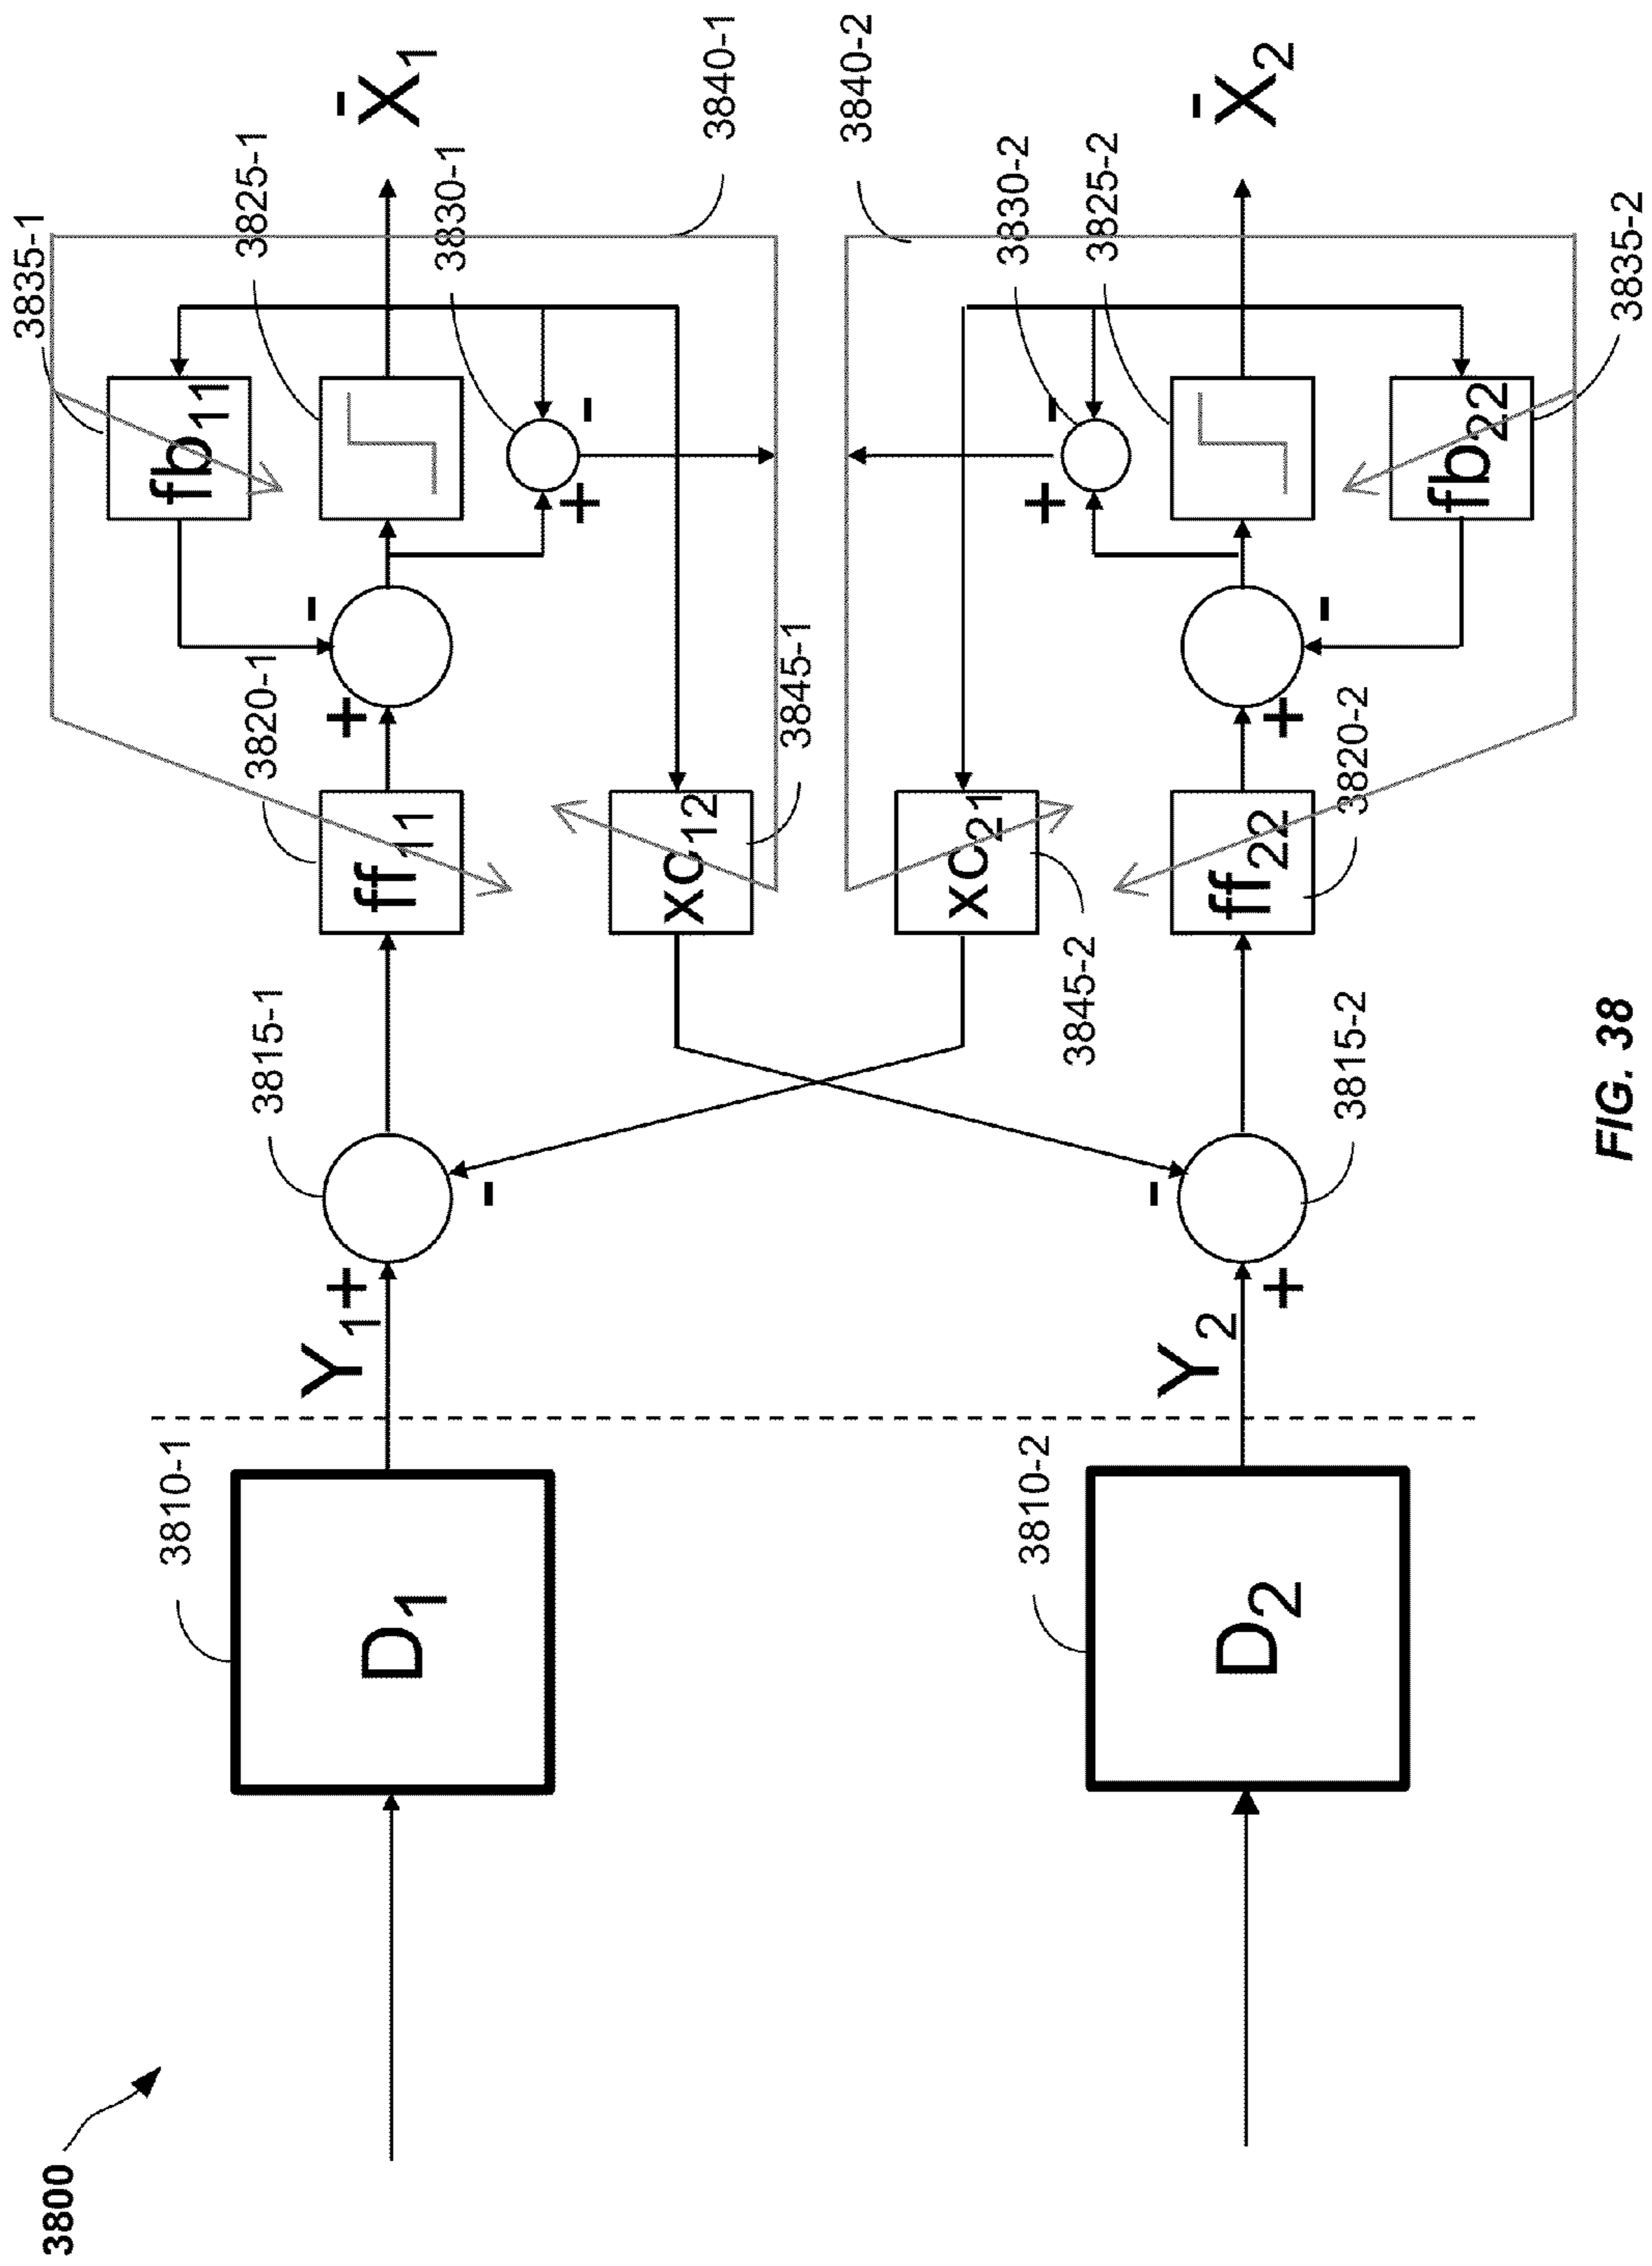 3800
3810-1
D1
Y1
+
-
3815-1
3820-1
ff11
+
-
3835-1
fb11
3825-1
3830-1
+
-
X̄1
3840-1
3845-1
xc12
3840-2
xc21
3845-2
3830-2
+
-
3825-2
X̄2
3810-2
D2
Y2
+
-
3815-2
3820-2
ff22
+
-
fb22
3835-2
FIG. 38